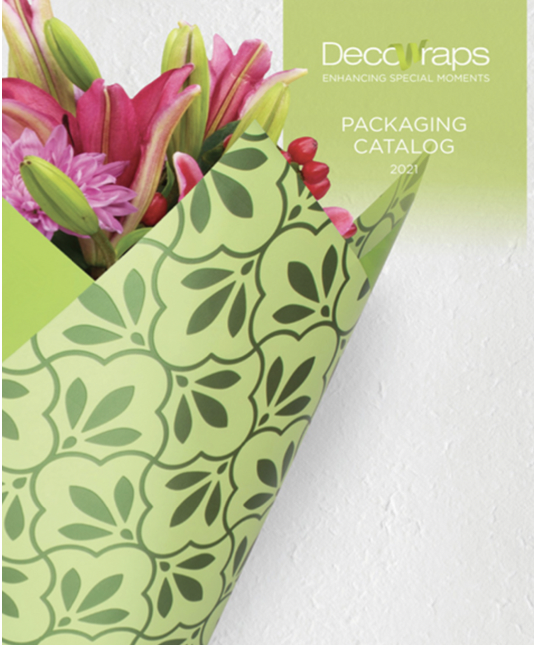 DecoWraps
ENHANCING SPECIAL MOMENTS
PACKAGING
CATALOG
2021